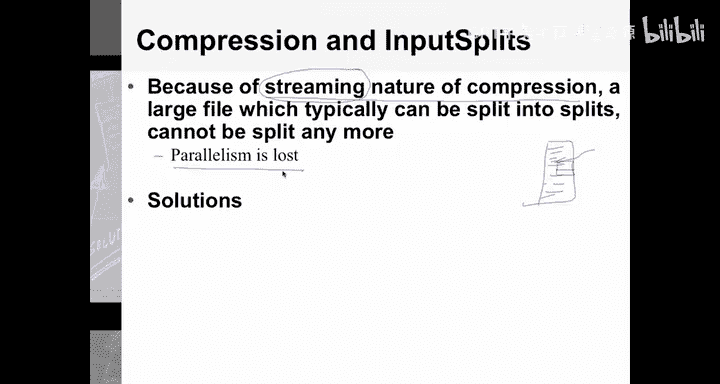 Compression and InputSplits
bilibili
• Because of streaming nature of compression, a
large file which typically can be split into splits,
cannot be split any more
– Parallelism is lost
• Solutions